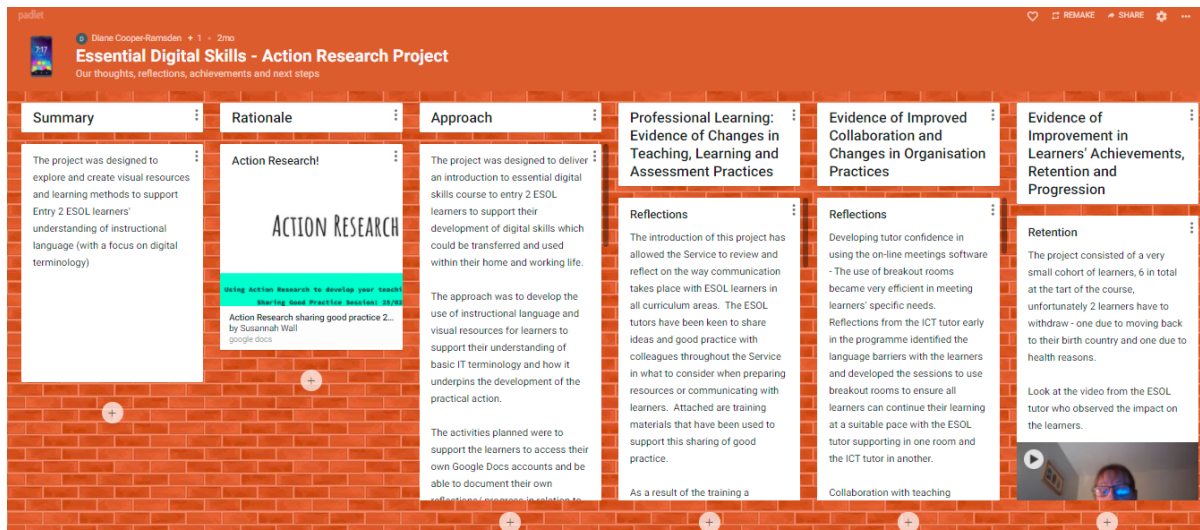 padlet
REMAKE
SHARE
Diane Cooper-Ramsden + 1 • 2mo
Essential Digital Skills - Action Research Project
Our thoughts, reflections, achievements and next steps
7:17
Summary
The project was designed to
explore and create visual resources
and learning methods to support
Entry 2 ESOL learners'
understanding of instructional
language (with a focus on digital
terminology)
Rationale
Action Research!
ACTION RESEARCH
Using Action Research to develop your teachi
Sharing Good Practice Session: 25/02
Action Research sharing good practice 2...
by Susannah Wall
google docs
Approach
The project was designed to deliver
an introduction to essential digital
skills course to entry 2 ESOL
learners to support their
development of digital skills which
could be transferred and used
within their home and working life.
The approach was to develop the
use of instructional language and
visual resources for learners to
support their understanding of
basic IT terminology and how it
underpins the development of the
practical action.
The activities planned were to
support the learners to access their
own Google Docs accounts and be
able to document their own
reflections/ progress in relation to
Professional Learning:
Evidence of Changes in
Teaching, Learning and
Assessment Practices
Reflections
The introduction of this project has
allowed the Service to review and
reflect on the way communication
takes place with ESOL learners in
all curriculum areas. The ESOL
tutors have been keen to share
ideas and good practice with
colleagues throughout the Service
in what to consider when preparing
resources or communicating with
learners. Attached are training
materials that have been used to
support this sharing of good
practice.
As a result of the training a
Evidence of Improved
Collaboration and
Changes in Organisation
Practices
Reflections
Developing tutor confidence in
using the on-line meetings software
- The use of breakout rooms
became very efficient in meeting
learners' specific needs.
Reflections from the ICT tutor early
in the programme identified the
language barriers with the learners
and developed the sessions to use
breakout rooms to ensure all
learners can continue their learning
at a suitable pace with the ESOL
tutor supporting in one room and
the ICT tutor in another.
Collaboration with teaching
Evidence of
Improvement in
Learners' Achievements,
Retention and
Progression
Retention
The project consisted of a very
small cohort of learners, 6 in total
at the tart of the course,
unfortunately 2 learners have to
withdraw - one due to moving back
to their birth country and one due to
health reasons.
Look at the video from the ESOL
tutor who observed the impact on
the learners.